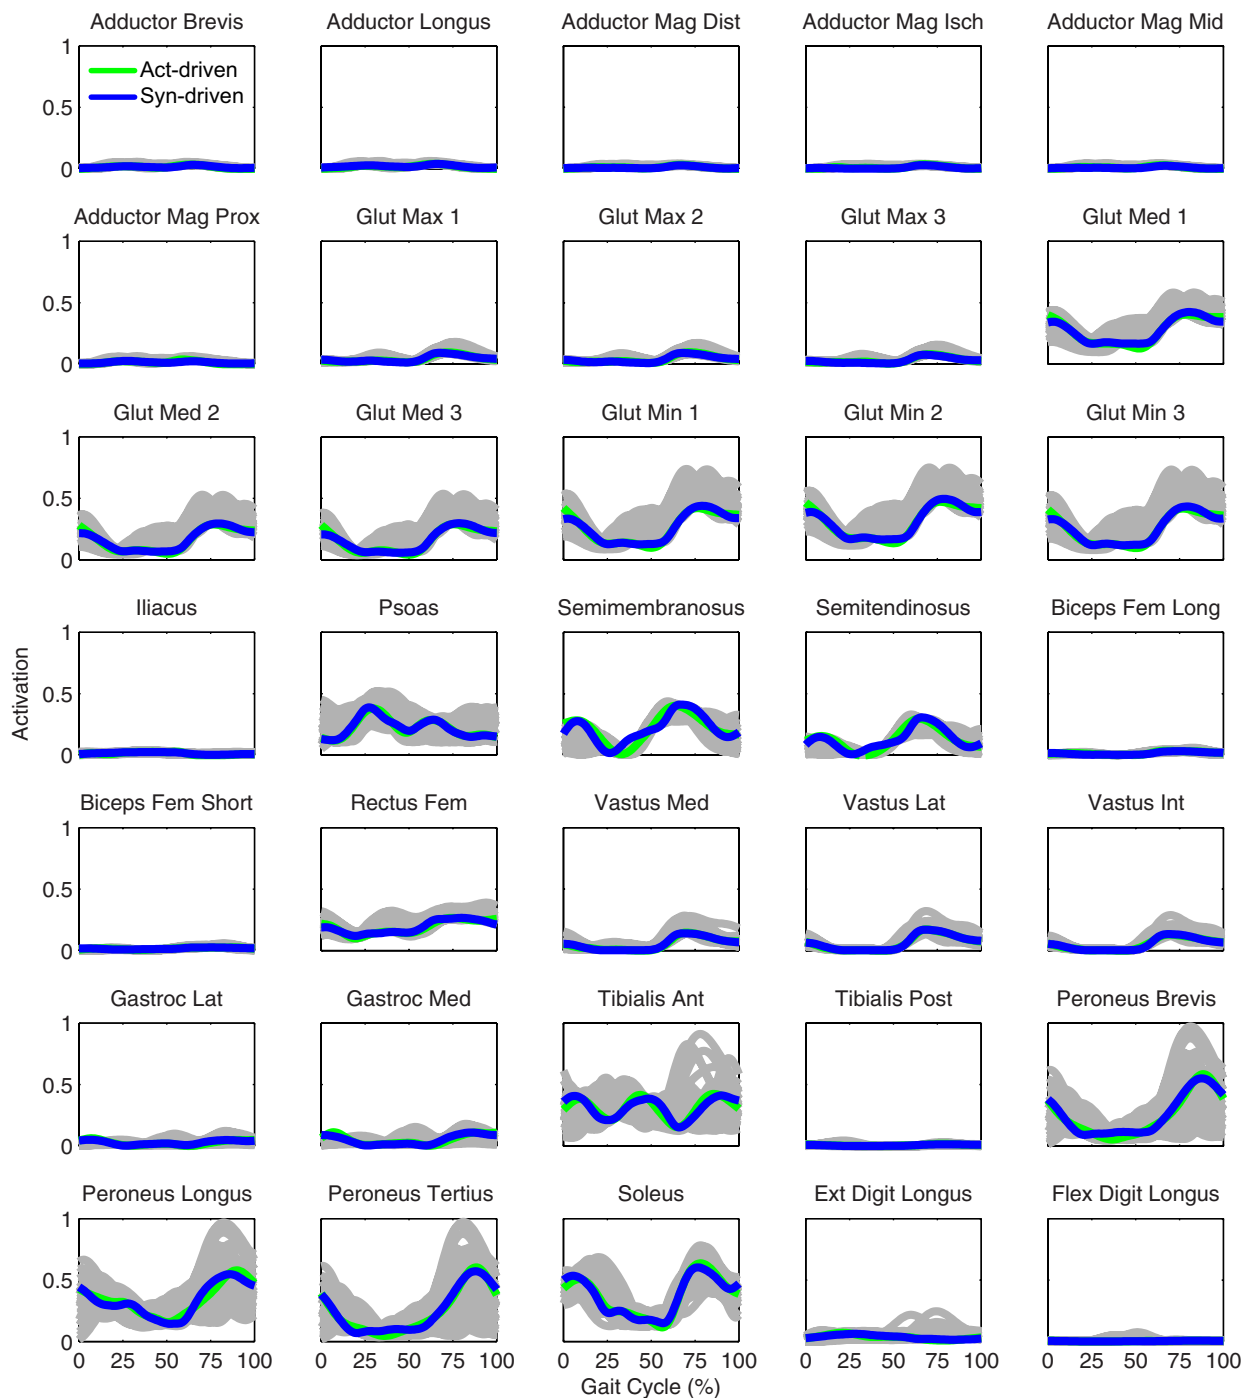 Adductor Brevis
Adductor Longus
Adductor Mag Dist
Adductor Mag Isch
Adductor Mag Mid
1
0.5
0
Act-driven
Syn-driven
Adductor Mag Prox
Glut Max 1
Glut Max 2
Glut Max 3
Glut Med 1
1
0.5
0
Glut Med 2
Glut Med 3
Glut Min 1
Glut Min 2
Glut Min 3
1
0.5
0
Iliacus
Psoas
Semimembranosus
Semitendinosus
Biceps Fem Long
1
0.5
0
Activation
Biceps Fem Short
Rectus Fem
Vastus Med
Vastus Lat
Vastus Int
1
0.5
0
0 25 50 75 100
Gastroc Lat
Gastroc Med
Tibialis Ant
Tibialis Post
Peroneus Brevis
1
0.5
0
Peroneus Longus
Peroneus Tertius
Soleus
Ext Digit Longus
Flex Digit Longus
1
0.5
0
0 25 50 75 100
0 25 50 75 100
0 25 50 75 100
0 25 50 75 100
0 25 50 75 100
Gait Cycle (%)